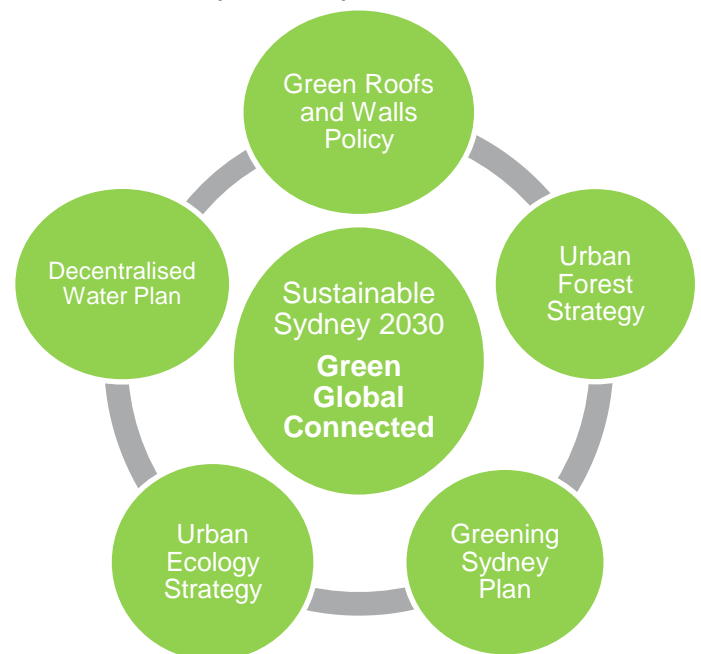 Green Roofs
and Walls
Policy
Decentralised
Water Plan
Urban
Forest
Strategy
Sustainable
Sydney 2030
Green
Global
Connected
Urban
Ecology
Strategy
Greening
Sydney
Plan